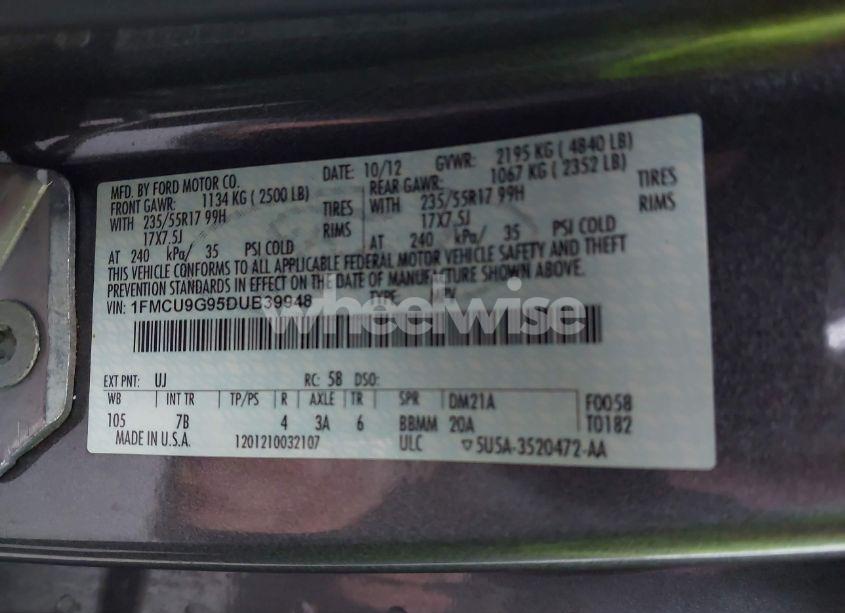 MFD. BY FORD MOTOR CO. DATE: 10/12 GVWR: 2195 KG ( 4840 LB)
FRONT GAWR: 1134 KG ( 2500 LB) REAR GAWR: 1067 KG ( 2352 LB)
WITH 235/55R17 99H TIRES WITH 235/55R17 99H TIRES
17X7.5J RIMS 17X7.5J RIMS
AT 240 kPa/ 35 PSI COLD AT 240 kPa/ 35 PSI COLD
THIS VEHICLE CONFORMS TO ALL APPLICABLE FEDERAL MOTOR VEHICLE SAFETY AND THEFT
PREVENTION STANDARDS IN EFFECT ON THE DATE OF MANUFACTURE SHOWN ABOVE.
VIN: 1FMCU9G95DUB39948 TYPE:
wheelwise
EXT PNT: UJ RC: 58 DSO:
WB INT TR TP/PS R AXLE TR SPR DM21A F0058
105 7B 4 3A 6 BBMM 20A T0182
MADE IN U.S.A. 1201210032107 ULC ▽5U5A-3520472-AA